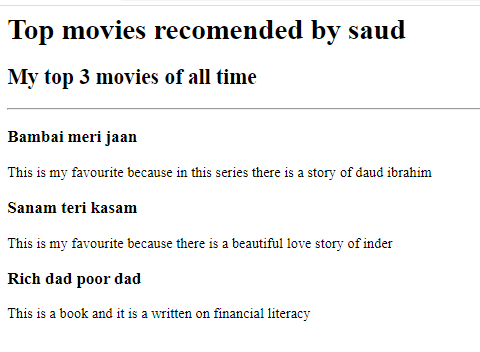 Top movies recomended by saud
My top 3 movies of all time
Bambai meri jaan
This is my favourite because in this series there is a story of daud ibrahim
Sanam teri kasam
This is my favourite because there is a beautiful love story of inder
Rich dad poor dad
This is a book and it is a written on financial literacy